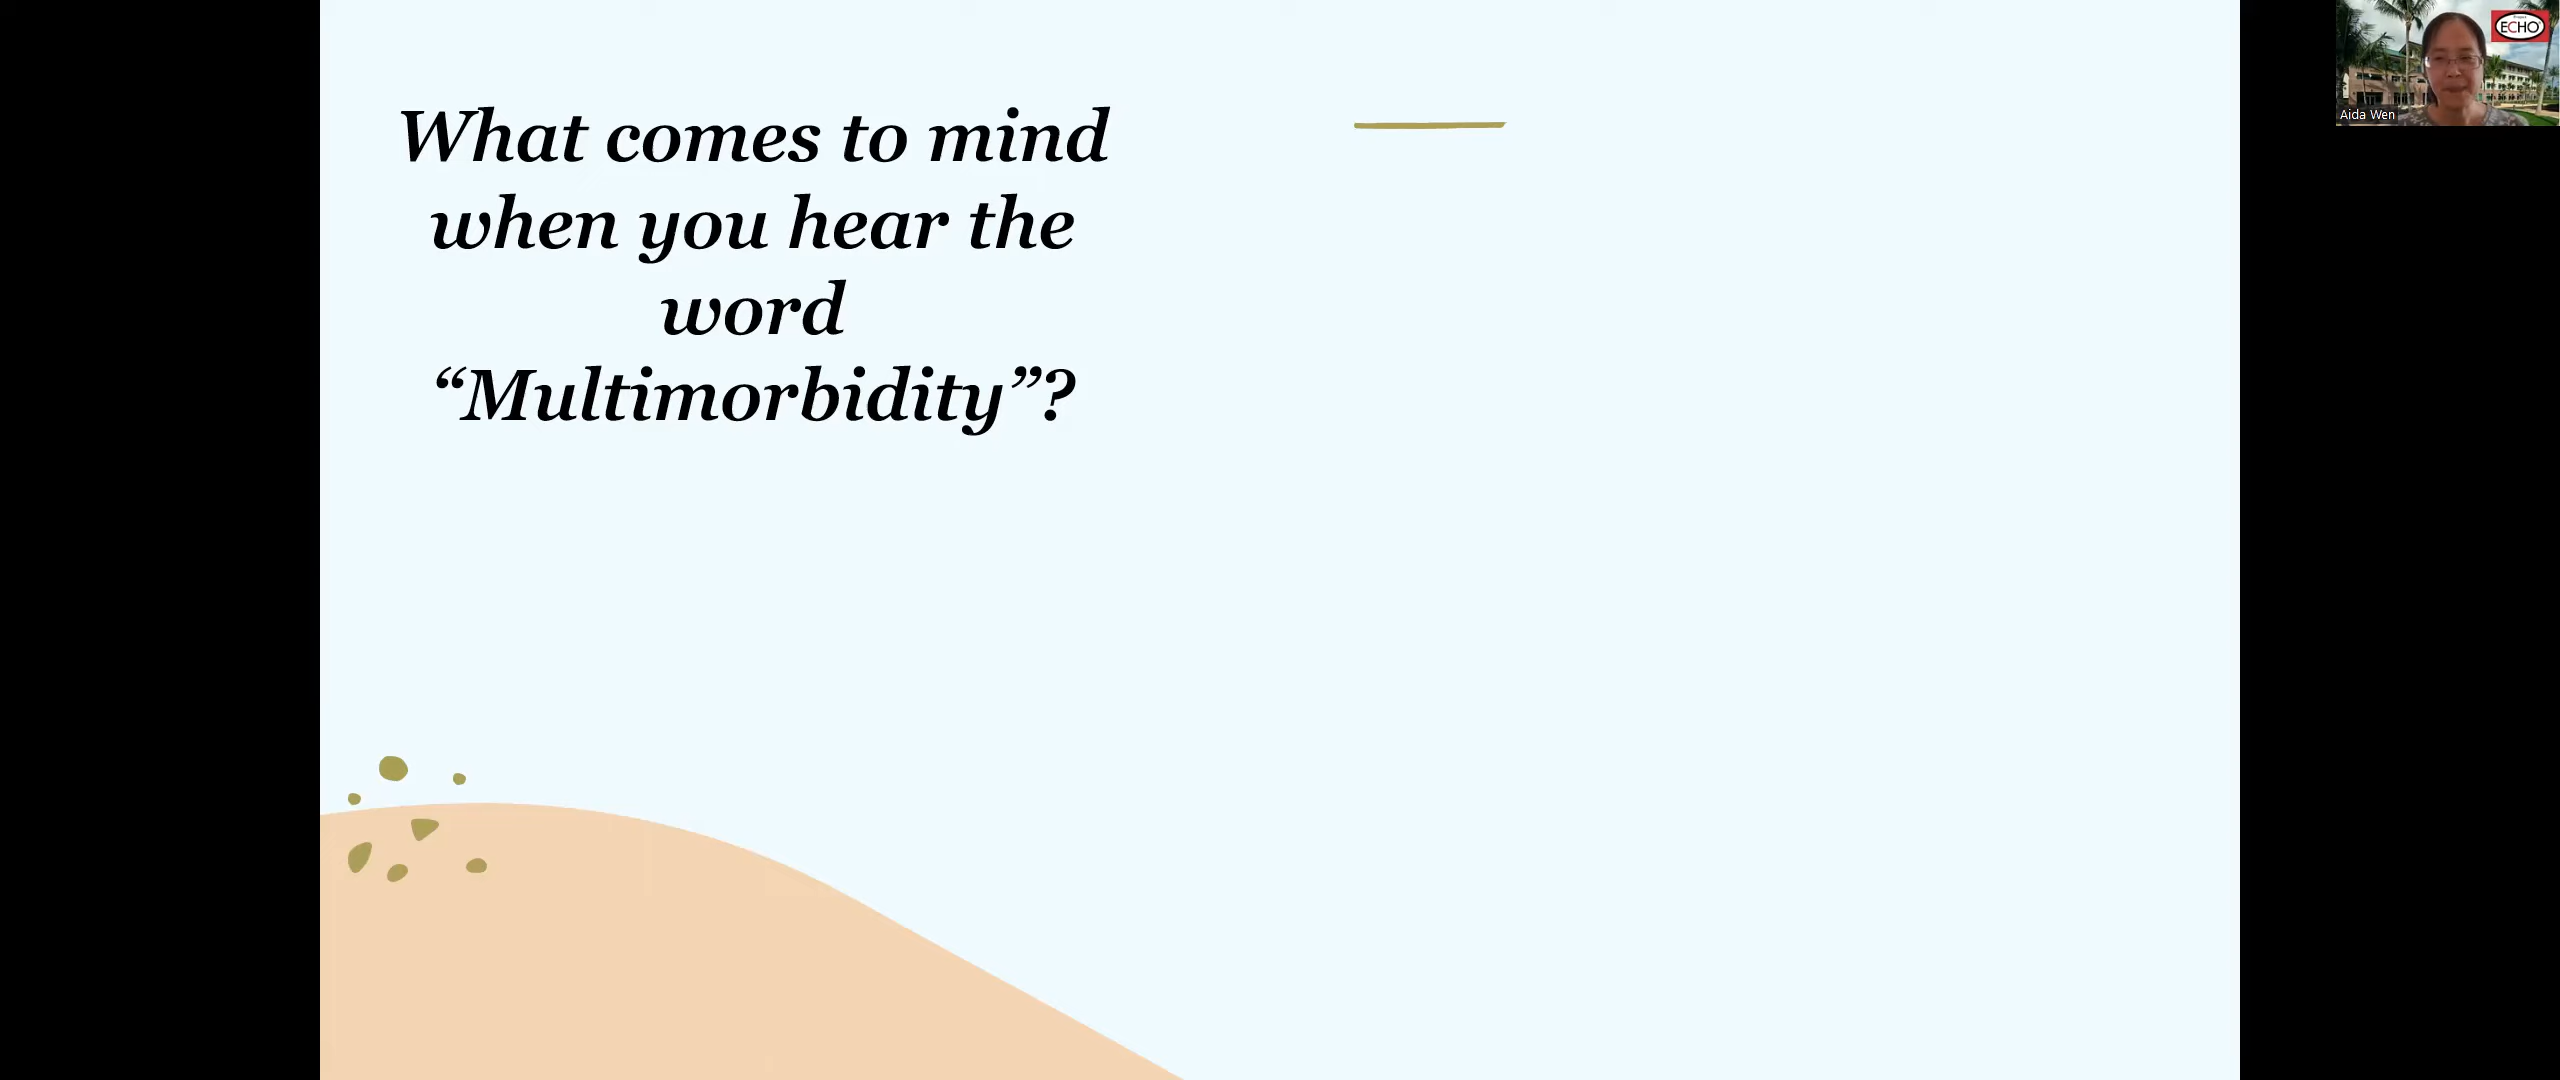 What comes to mind
when you hear the
word
“Multimorbidity”?
ECHO
Aida Wen